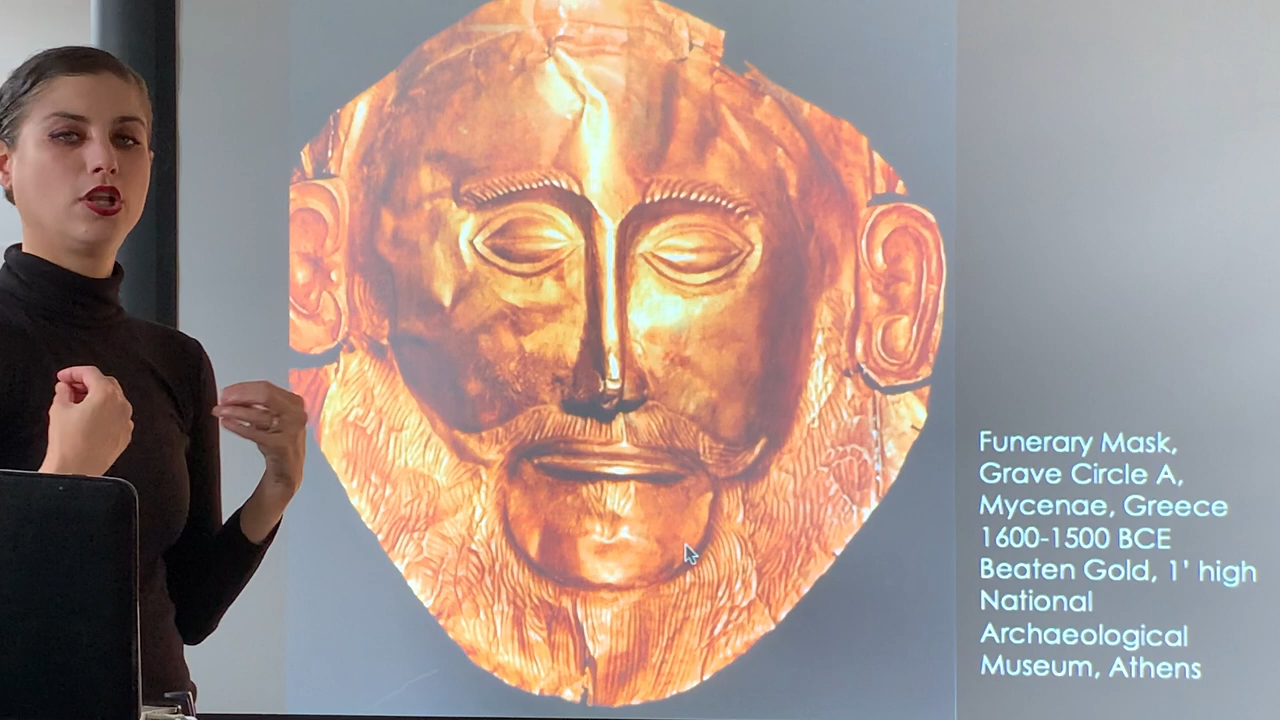 Funerary Mask,
Grave Circle A,
Mycenae, Greece
1600-1500 BCE
Beaten Gold, 1' high
National
Archaeological
Museum, Athens